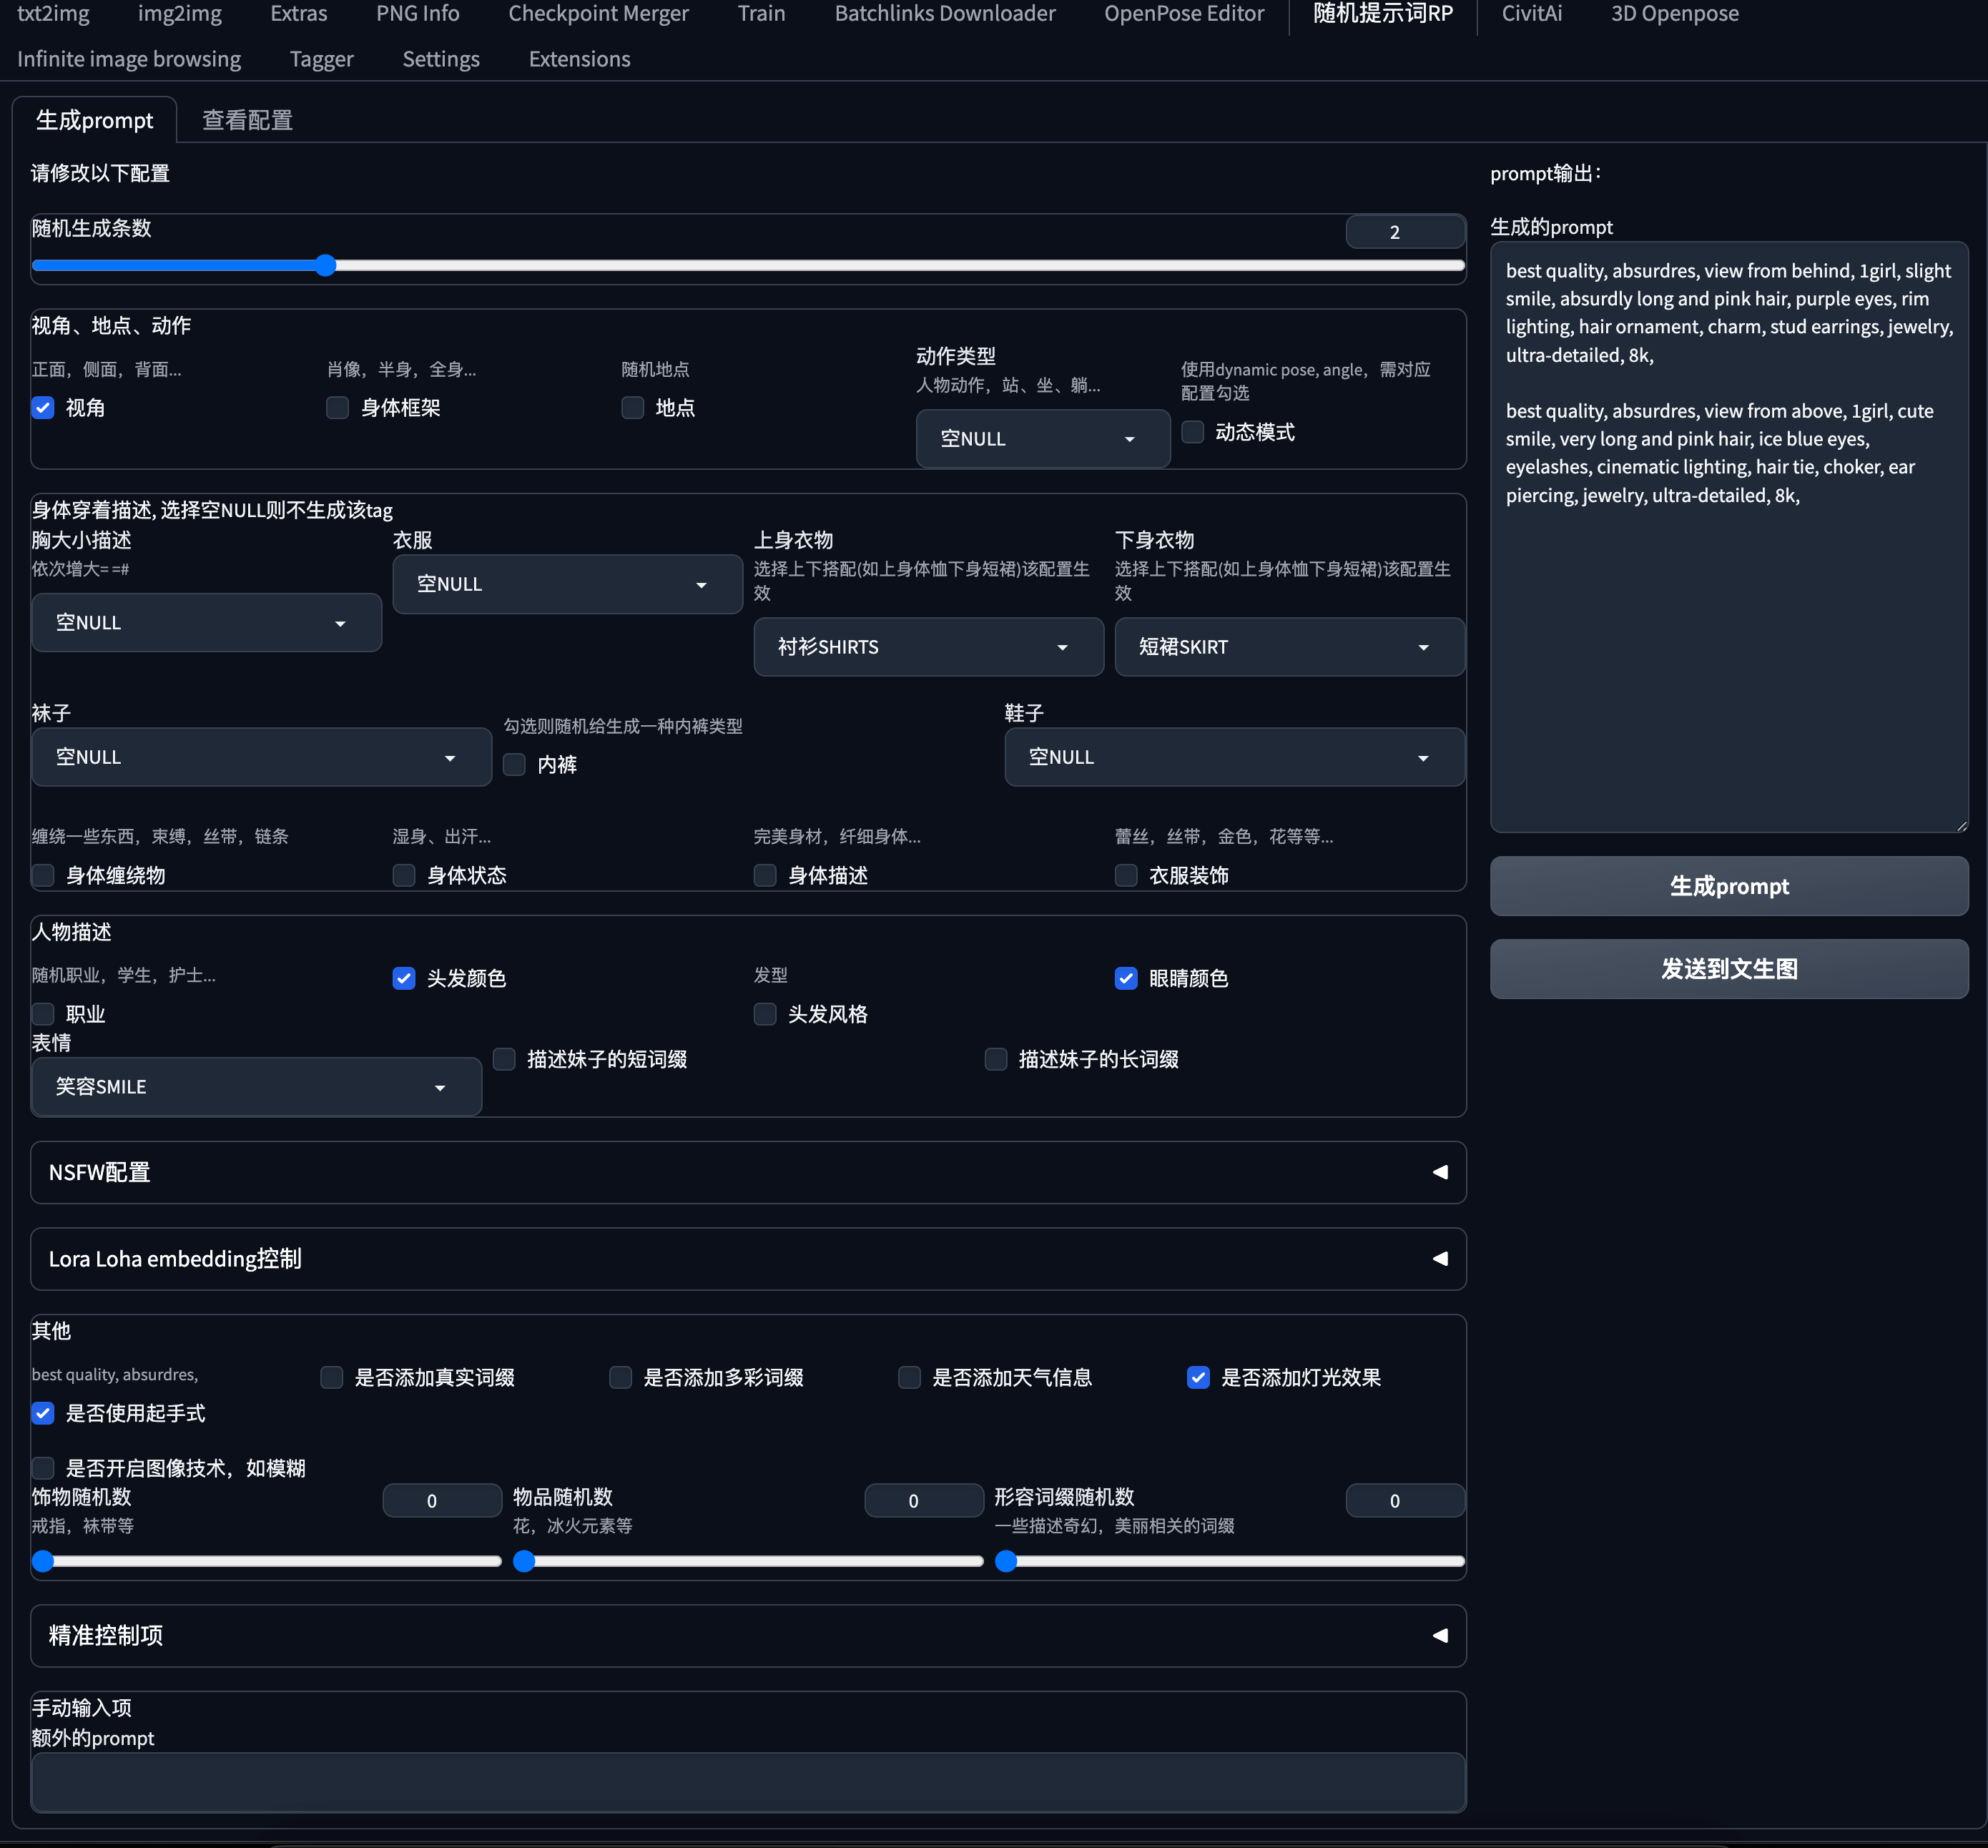 txt2img img2img Extras PNG Info Checkpoint Merger Train Batchlinks Downloader OpenPose Editor 随机提示词RP CivitAi 3D Openpose
Infinite image browsing Tagger Settings Extensions
生成prompt 查看配置
请修改以下配置
随机生成条数 2
视角、地点、动作
正面，侧面，背面...
视角
肖像，半身，全身...
身体框架
随机地点
地点
动作类型
人物动作，站、坐、躺...
空NULL
使用dynamic pose, angle，需对应
配置勾选
动态模式
身体穿着描述, 选择空NULL则不生成该tag
胸大小描述
依次增大= =#
空NULL
衣服
空NULL
上身衣物
选择上下搭配(如上身体恤下身短裙)该配置生
效
衬衫SHIRTS
下身衣物
选择上下搭配(如上身体恤下身短裙)该配置生
效
短裙SKIRT
袜子
空NULL
勾选则随机给生成一种内裤类型
内裤
鞋子
空NULL
缠绕一些东西，束缚，丝带，链条
身体缠绕物
湿身、出汗...
身体状态
完美身材，纤细身体...
身体描述
蕾丝，丝带，金色，花等等...
衣服装饰
人物描述
随机职业，学生，护士...
职业
头发颜色
发型
头发风格
眼睛颜色
表情
笑容SMILE
描述妹子的短词缀
描述妹子的长词缀
NSFW配置
Lora Loha embedding控制
其他
best quality, absurdres,
是否使用起手式
是否添加真实词缀
是否添加多彩词缀
是否添加天气信息
是否添加灯光效果
是否开启图像技术，如模糊
饰物随机数 0
戒指，袜带等
物品随机数 0
花，冰火元素等
形容词缀随机数 0
一些描述奇幻，美丽相关的词缀
精准控制项
手动输入项
额外的prompt
prompt输出：
生成的prompt
best quality, absurdres, view from behind, 1girl, slight
smile, absurdly long and pink hair, purple eyes, rim
lighting, hair ornament, charm, stud earrings, jewelry,
ultra-detailed, 8k,
best quality, absurdres, view from above, 1girl, cute
smile, very long and pink hair, ice blue eyes,
eyelashes, cinematic lighting, hair tie, choker, ear
piercing, jewelry, ultra-detailed, 8k,
生成prompt
发送到文生图